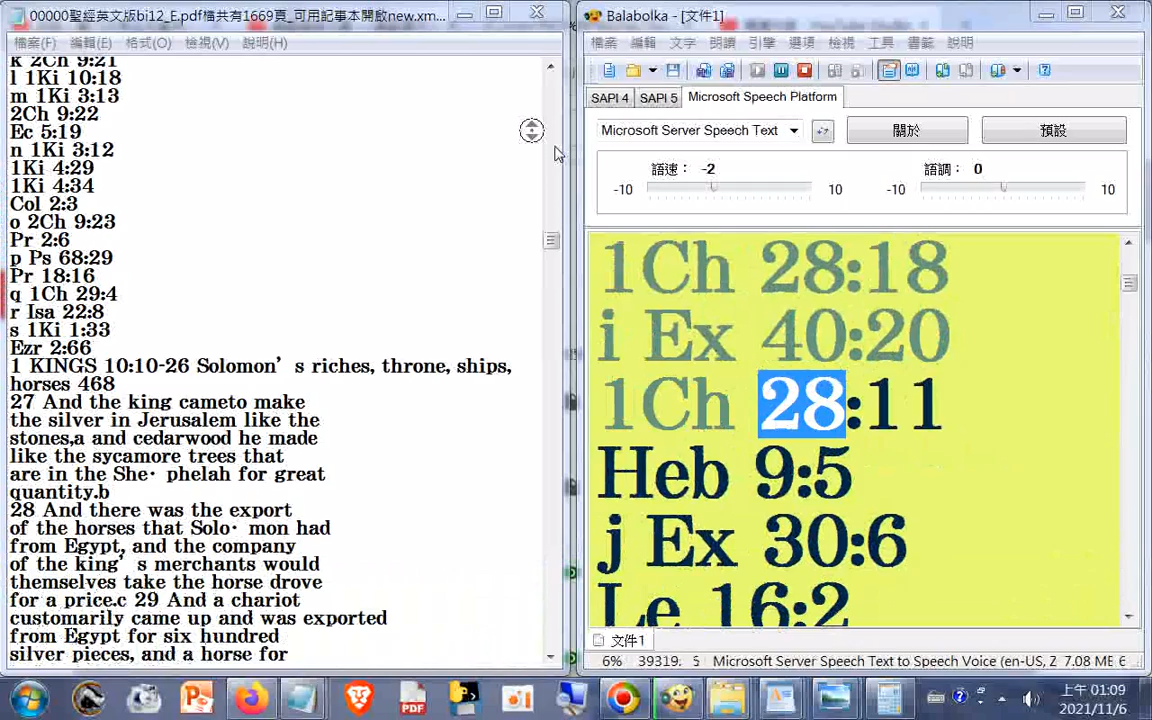 00000聖經英文版bi12_E.pdf檔共有1669頁_可用記事本開啟new.xm...
檔案(F) 編輯(E) 格式(O) 檢視(V) 說明(H)
k 2Ch 9:21
l 1Ki 10:18
m 1Ki 3:13
2Ch 9:22
Ec 5:19
n 1Ki 3:12
1Ki 4:29
1Ki 4:34
Col 2:3
o 2Ch 9:23
Pr 2:6
p Ps 68:29
Pr 18:16
q 1Ch 29:4
r Isa 22:8
s 1Ki 1:33
Ezr 2:66
1 KINGS 10:10-26 Solomon’s riches, throne, ships,
horses 468
27 And the king cameto make
the silver in Jerusalem like the
stones,a and cedarwood he made
like the sycamore trees that
are in the She·phelah for great
quantity.b
28 And there was the export
of the horses that Solo·mon had
from Egypt, and the company
of the king’s merchants would
themselves take the horse drove
for a price.c 29 And a chariot
customarily came up and was exported
from Egypt for six hundred
silver pieces, and a horse for
Balabolka - [文件1]
檔案 編輯 文字 朗讀 引擎 選項 檢視 工具 書籤 說明
SAPI 4 SAPI 5 Microsoft Speech Platform
Microsoft Server Speech Text 關於 預設
語速： -2 語調： 0
-10 10 -10 10
1Ch 28:18
i Ex 40:20
1Ch 28:11
Heb 9:5
j Ex 30:6
Le 16:2
文件1
6% 39319. Microsoft Server Speech Text to Speech Voice (en-US, 7.08 MB
上午 01:09
2021/11/6